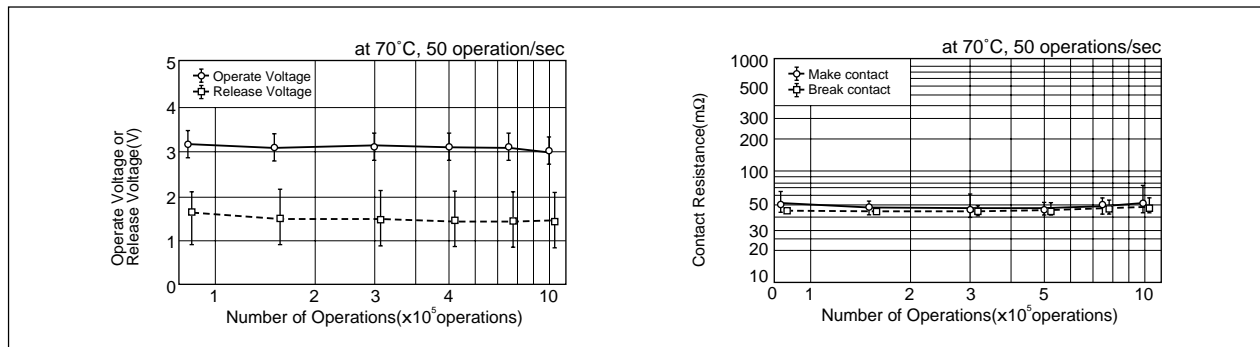 at 70˚C, 50 operation/sec
5
4
3
2
1
0
Operate Voltage or
Release Voltage(V)
Operate Voltage
Release Voltage
1 2 3 4 10
Number of Operations(x10⁵operations)
at 70˚C, 50 operations/sec
1000
500
300
200
100
50
30
20
10
Contact Resistance(mΩ)
Make contact
Break contact
0 1 2 3 5 10
Number of Operations(x10⁵operations)